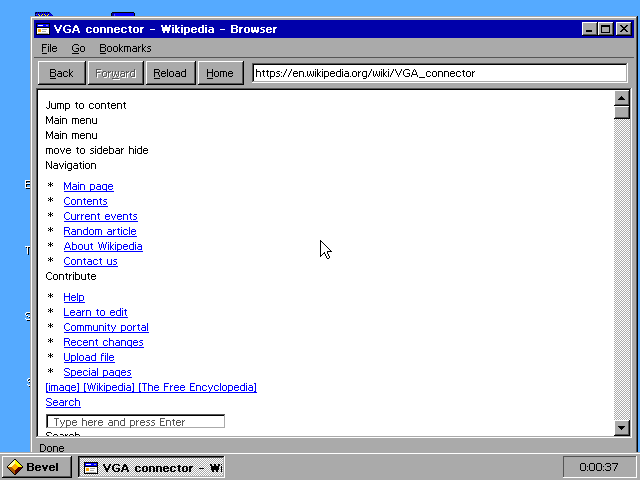 VGA connector - Wikipedia - Browser
File Go Bookmarks
Back Forward Reload Home https://en.wikipedia.org/wiki/VGA_connector
Jump to content
Main menu
Main menu
move to sidebar hide
Navigation
* Main page
* Contents
* Current events
* Random article
* About Wikipedia
* Contact us
Contribute
* Help
* Learn to edit
* Community portal
* Recent changes
* Upload file
* Special pages
[image] [Wikipedia] [The Free Encyclopedia]
Search
Type here and press Enter
Search
Done
Bevel VGA connector - Wi 0:00:37